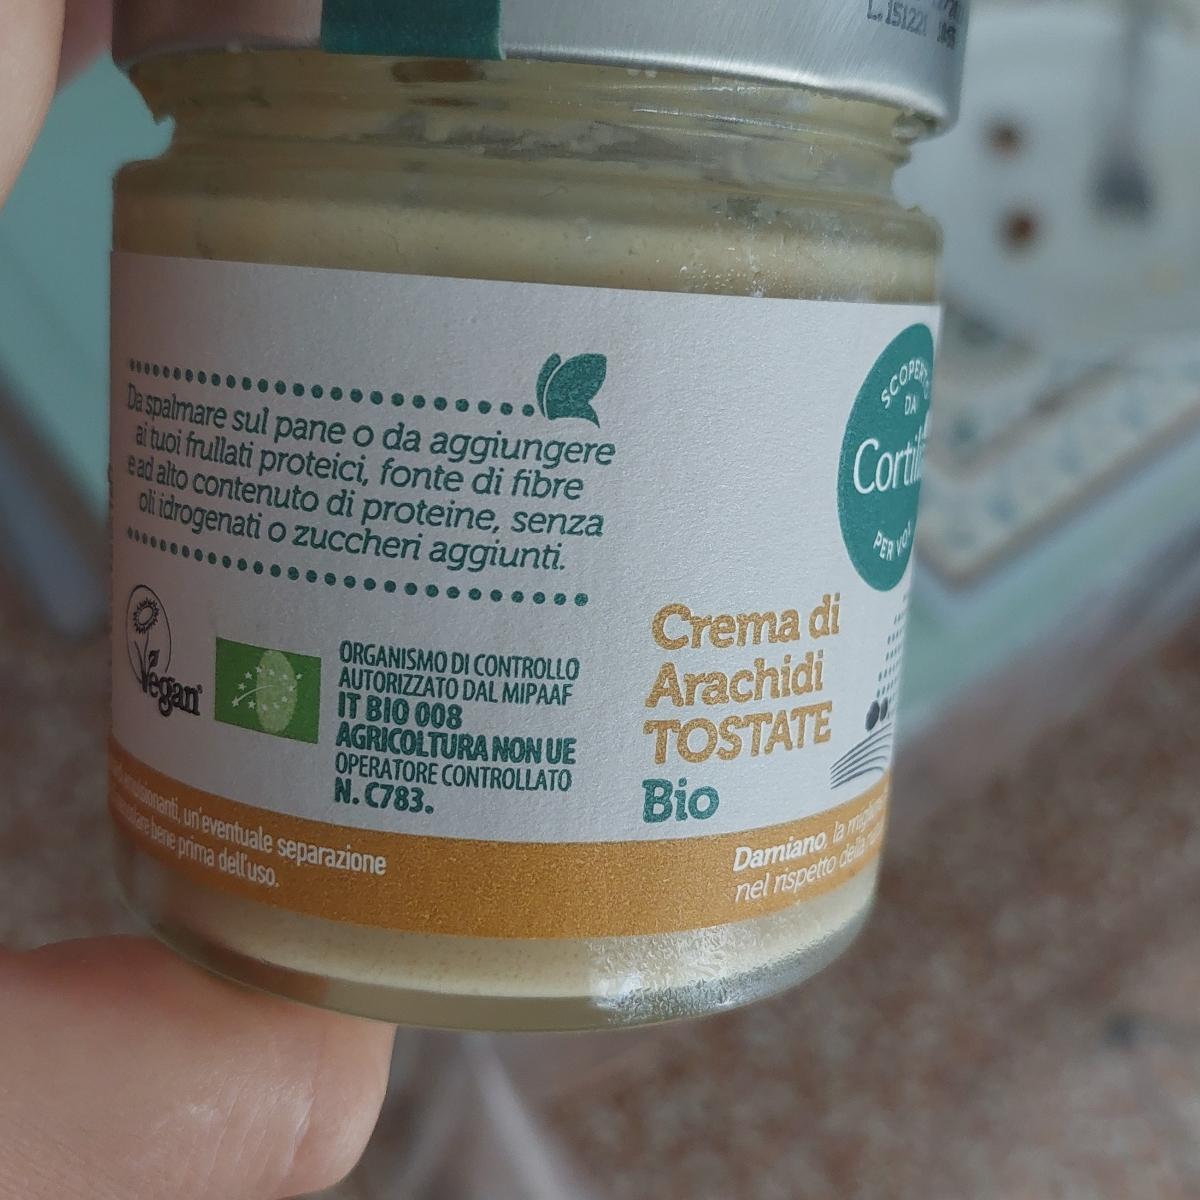 L.151221
SCOPERTO
DA
Cortil
PER VOI
Da spalmare sul pane o da aggiungere
ai tuoi frullati proteici, fonte di fibre
e ad alto contenuto di proteine, senza
oli idrogenati o zuccheri aggiunti.
Vegan
ORGANISMO DI CONTROLLO
AUTORIZZATO DAL MIPAAF
IT BIO 008
AGRICOLTURA NON UE
OPERATORE CONTROLLATO
N. C783.
Crema di
Arachidi
TOSTATE
Bio
un'eventuale separazione
bene prima dell'uso.
Damiano, la
nel rispetto della